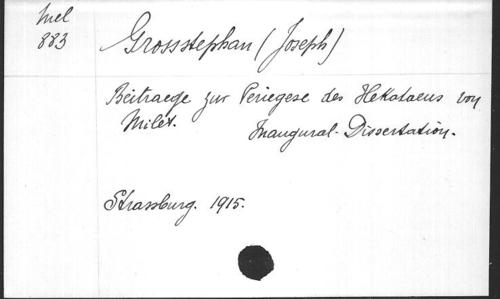 Mel
883
Grossstephan (Joseph)
Beitraege zur Periegese des Hekataeus von
Milet.
Inaugural-Dissertation.
Strassburg. 1915.